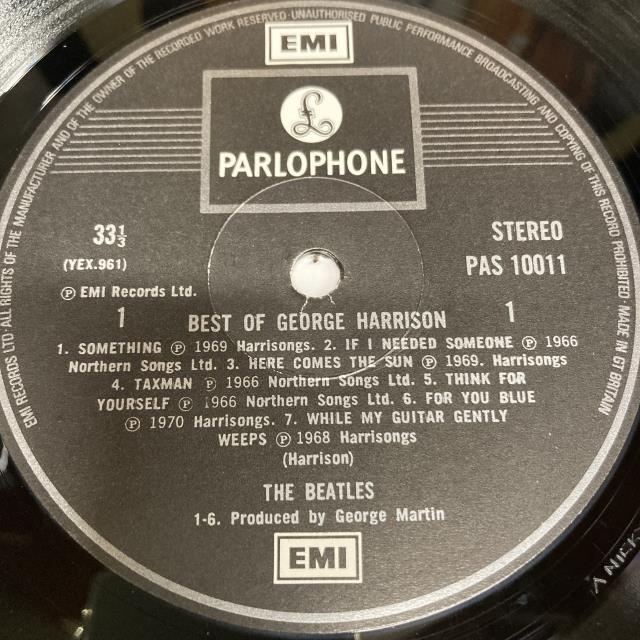 EMI
EMI RECORDS LTD·ALL RIGHTS OF THE MANUFACTURER AND OF THE OWNER OF THE RECORDED WORK RESERVED·UNAUTHORISED PUBLIC PERFORMANCE BROADCASTING AND COPYING OF THIS RECORD PROHIBITED·MADE IN GT BRITAIN
£
PARLOPHONE
33⅓
(YEX.961)
STEREO
PAS 10011
℗ EMI Records Ltd.
1
BEST OF GEORGE HARRISON
1
1. SOMETHING ℗ 1969 Harrisongs. 2. IF I NEEDED SOMEONE ℗ 1966
Northern Songs Ltd. 3. HERE COMES THE SUN ℗ 1969. Harrisongs
4. TAXMAN ℗ 1966 Northern Songs Ltd. 5. THINK FOR
YOURSELF ℗ 1966 Northern Songs Ltd. 6. FOR YOU BLUE
℗ 1970 Harrisongs. 7. WHILE MY GUITAR GENTLY
WEEPS ℗ 1968 Harrisongs
(Harrison)
THE BEATLES
1-6. Produced by George Martin
EMI
A NICK